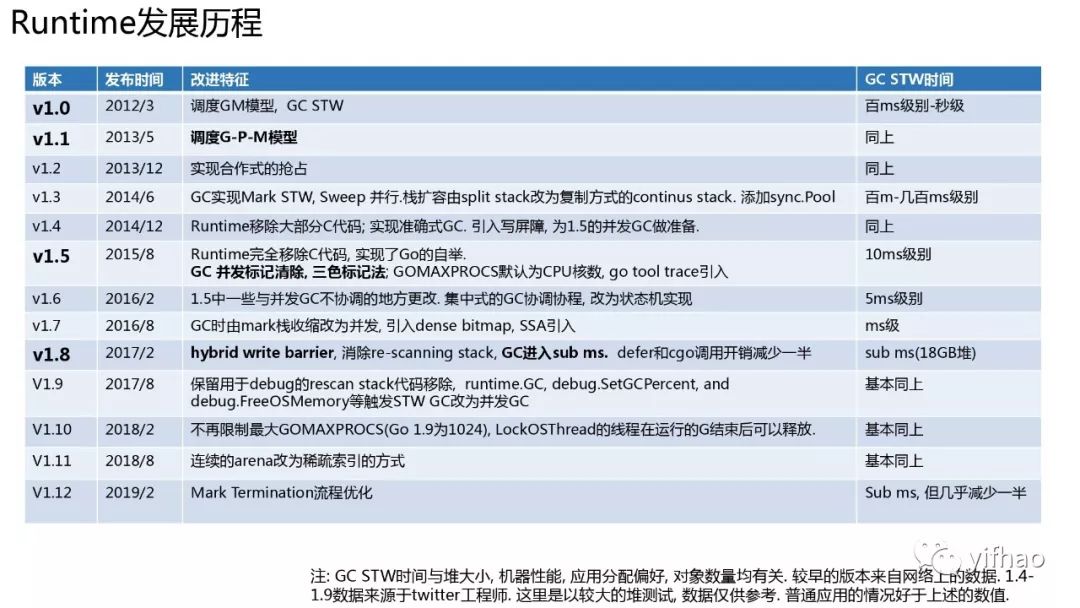 Runtime发展历程
版本 发布时间 改进特征 GC STW时间
v1.0 2012/3 调度GM模型, GC STW 百ms级别-秒级
v1.1 2013/5 调度G-P-M模型 同上
v1.2 2013/12 实现合作式的抢占 同上
v1.3 2014/6 GC实现Mark STW, Sweep 并行.栈扩容由split stack改为复制方式的continus stack. 添加sync.Pool 百m-几百ms级别
v1.4 2014/12 Runtime移除大部分C代码; 实现准确式GC. 引入写屏障, 为1.5的并发GC做准备. 同上
v1.5 2015/8 Runtime完全移除C代码, 实现了Go的自举. 10ms级别
GC 并发标记清除, 三色标记法; GOMAXPROCS默认为CPU核数, go tool trace引入
v1.6 2016/2 1.5中一些与并发GC不协调的地方更改. 集中式的GC协调协程, 改为状态机实现 5ms级别
v1.7 2016/8 GC时由mark栈收缩改为并发, 引入dense bitmap, SSA引入 ms级
v1.8 2017/2 hybrid write barrier, 消除re-scanning stack, GC进入sub ms. defer和cgo调用开销减少一半 sub ms(18GB堆)
V1.9 2017/8 保留用于debug的rescan stack代码移除, runtime.GC, debug.SetGCPercent, and 基本同上
debug.FreeOSMemory等触发STW GC改为并发GC
V1.10 2018/2 不再限制最大GOMAXPROCS(Go 1.9为1024), LockOSThread的线程在运行的G结束后可以释放. 基本同上
V1.11 2018/8 连续的arena改为稀疏索引的方式 基本同上
V1.12 2019/2 Mark Termination流程优化 Sub ms, 但几乎减少一半
yifhao
注: GC STW时间与堆大小, 机器性能, 应用分配偏好, 对象数量均有关. 较早的版本来自网络上的数据. 1.4-
1.9数据来源于twitter工程师. 这里是以较大的堆测试, 数据仅供参考. 普通应用的情况好于上述的数值.